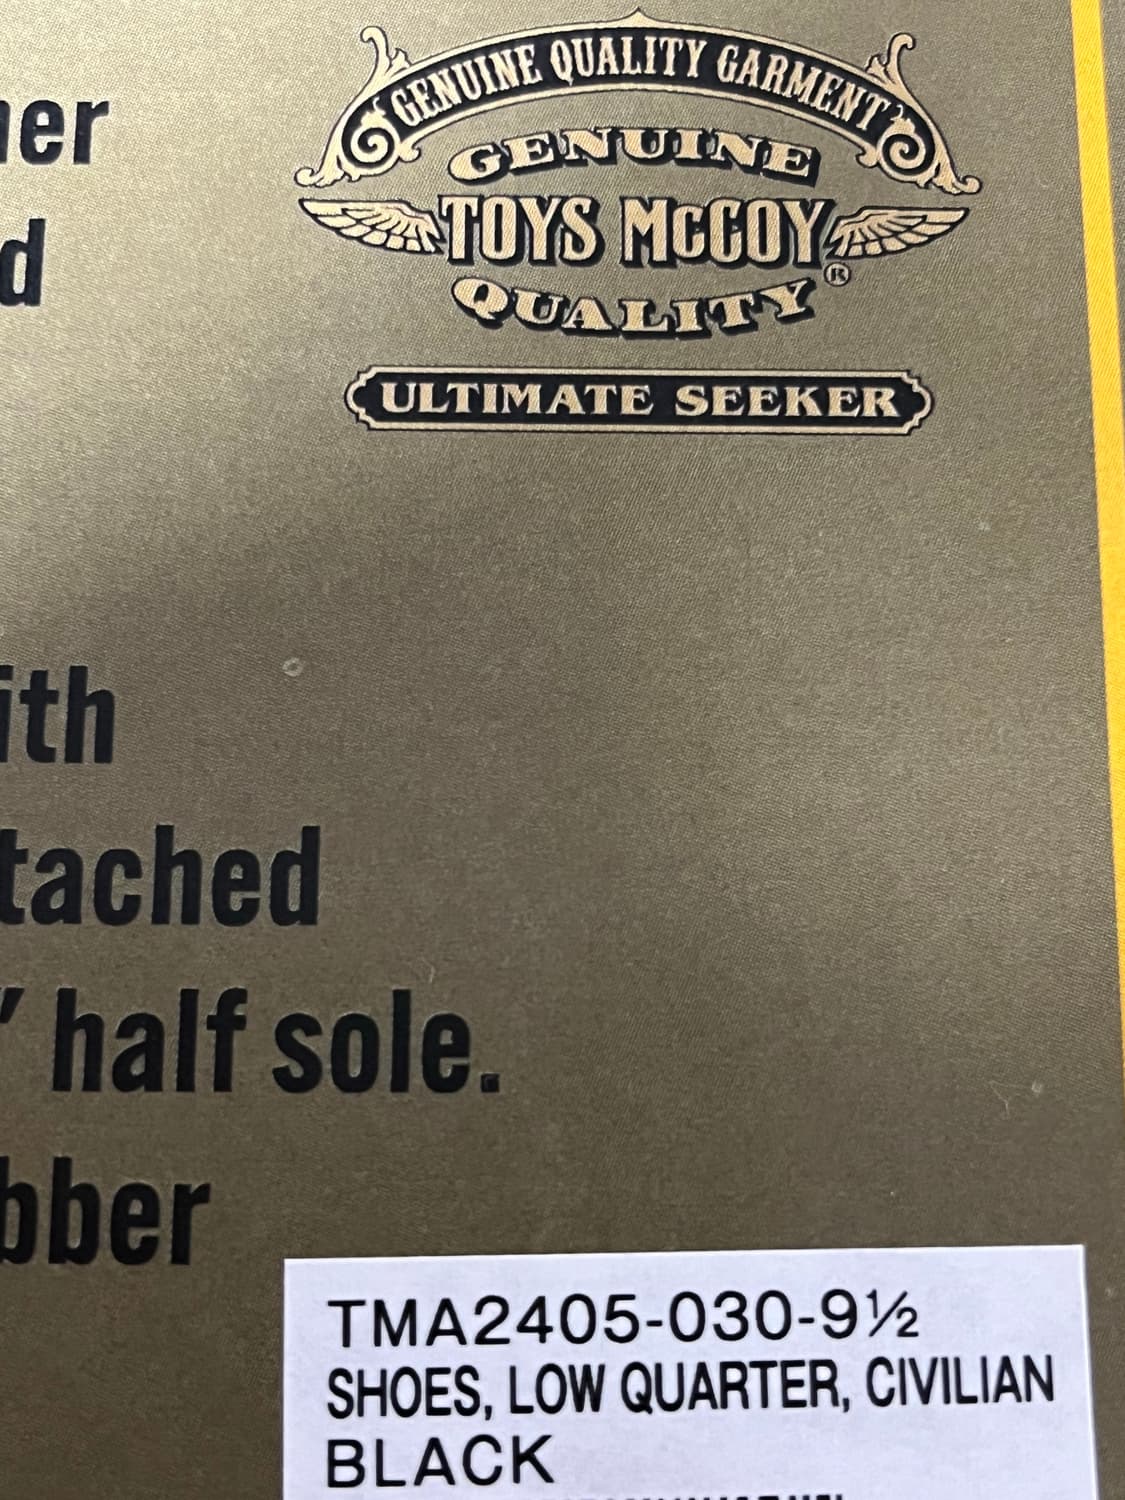 GENUINE QUALITY GARMENT
GENUINE
TOYS McCOY
®
QUALITY
ULTIMATE SEEKER
er
d
ith
tached
" half sole.
bber
TMA2405-030-9½
SHOES, LOW QUARTER, CIVILIAN
BLACK